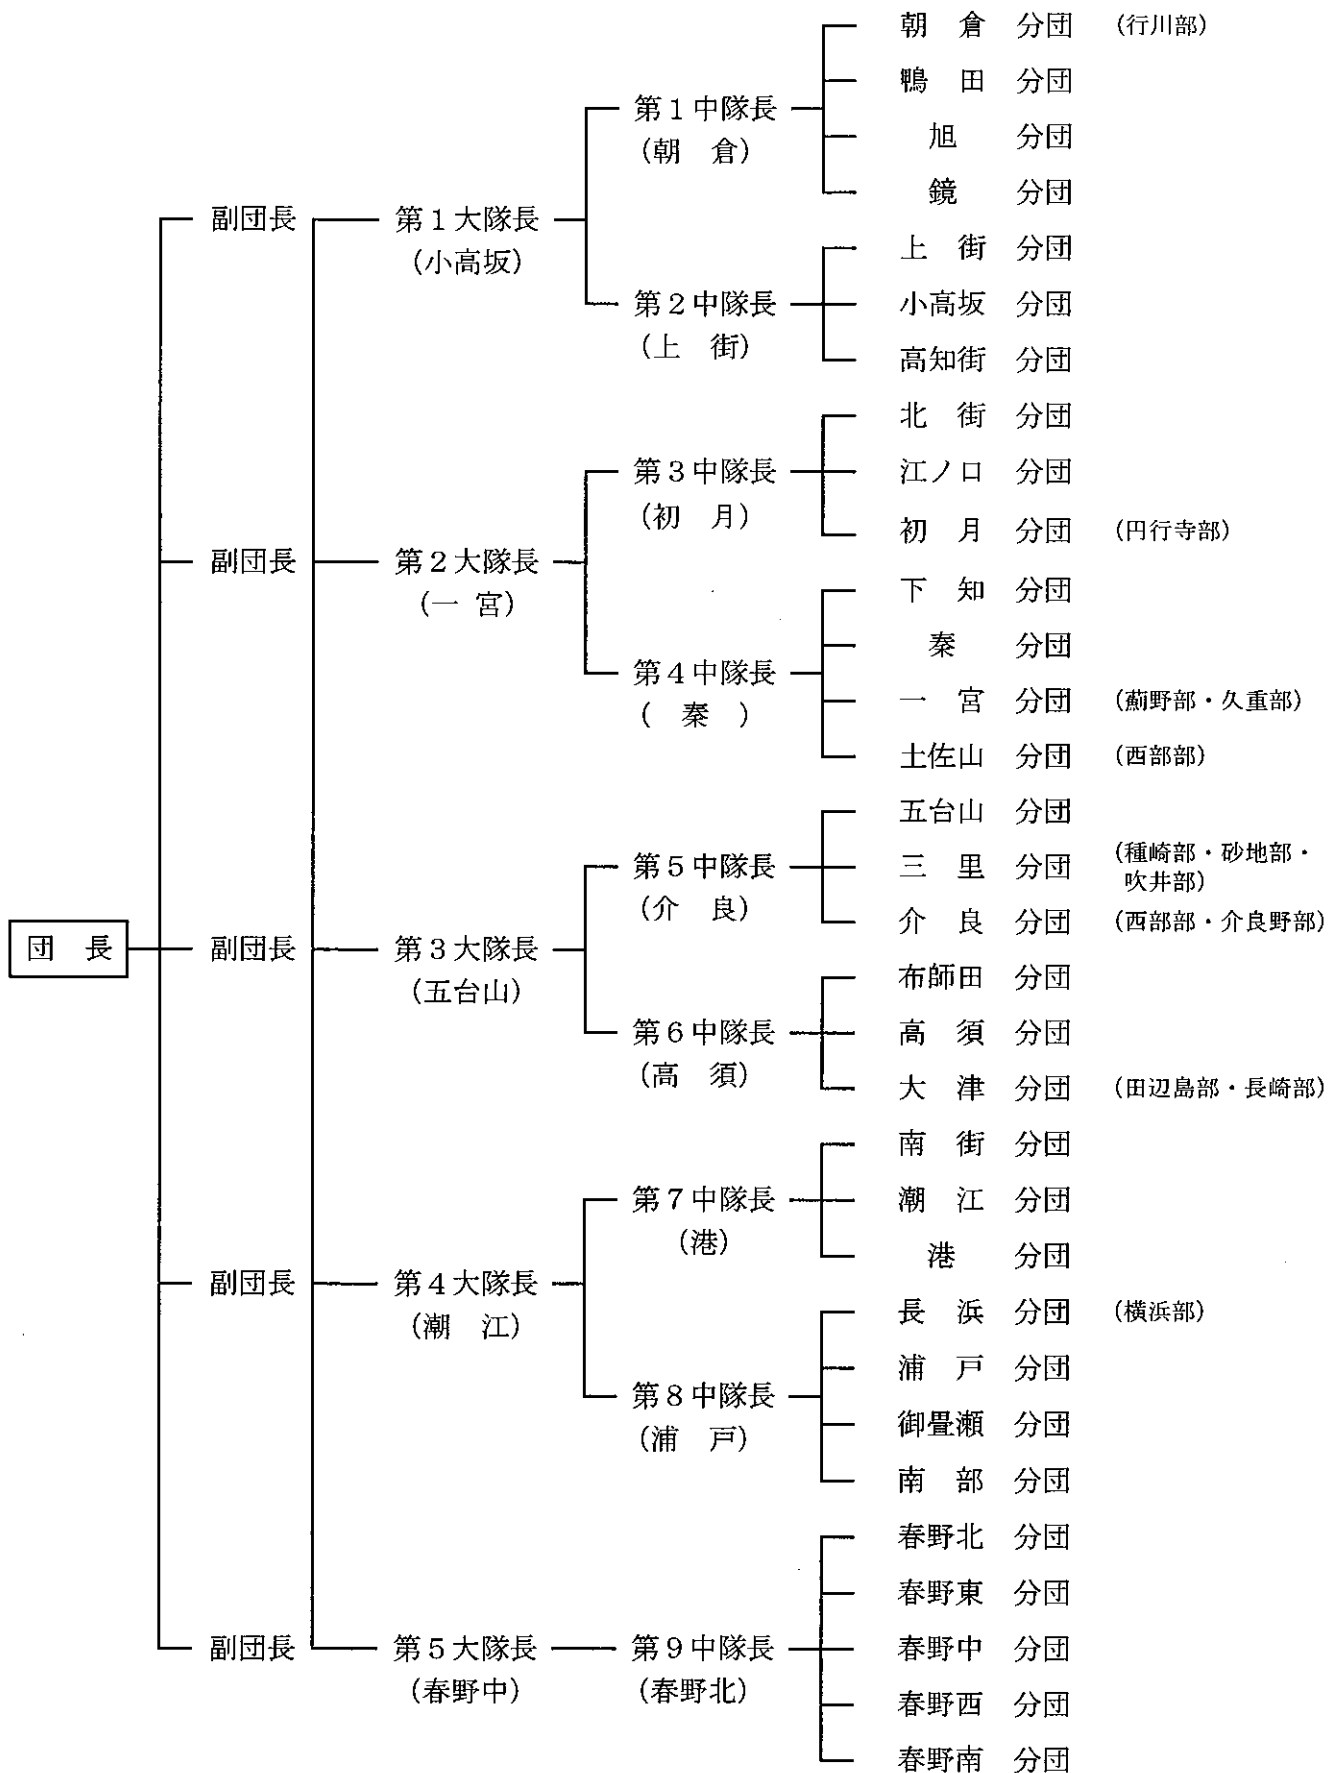 朝倉 分団 (行川部)
鴨田 分団
第1中隊長
(朝倉)
旭 分団
鏡 分団
副団長 第1大隊長
(小高坂)
上街 分団
第2中隊長 小高坂 分団
(上街)
高知街 分団
北街 分団
第3中隊長 江ノ口 分団
(初月)
初月 分団 (円行寺部)
副団長 第2大隊長
(一宮)
下知 分団
秦 分団
第4中隊長
(秦)
一宮 分団 (薊野部・久重部)
土佐山 分団 (西部部)
五台山 分団
第5中隊長 三里 分団 (種崎部・砂地部・
吹井部)
(介良)
介良 分団 (西部部・介良野部)
団長 副団長 第3大隊長
(五台山)
布師田 分団
第6中隊長 高須 分団
(高須)
大津 分団 (田辺島部・長崎部)
南街 分団
第7中隊長 潮江 分団
(港)
港 分団
副団長 第4大隊長
(潮江)
長浜 分団 (横浜部)
浦戸 分団
第8中隊長
(浦戸)
御畳瀬 分団
南部 分団
春野北 分団
春野東 分団
副団長 第5大隊長 第9中隊長 春野中 分団
(春野中) (春野北)
春野西 分団
春野南 分団